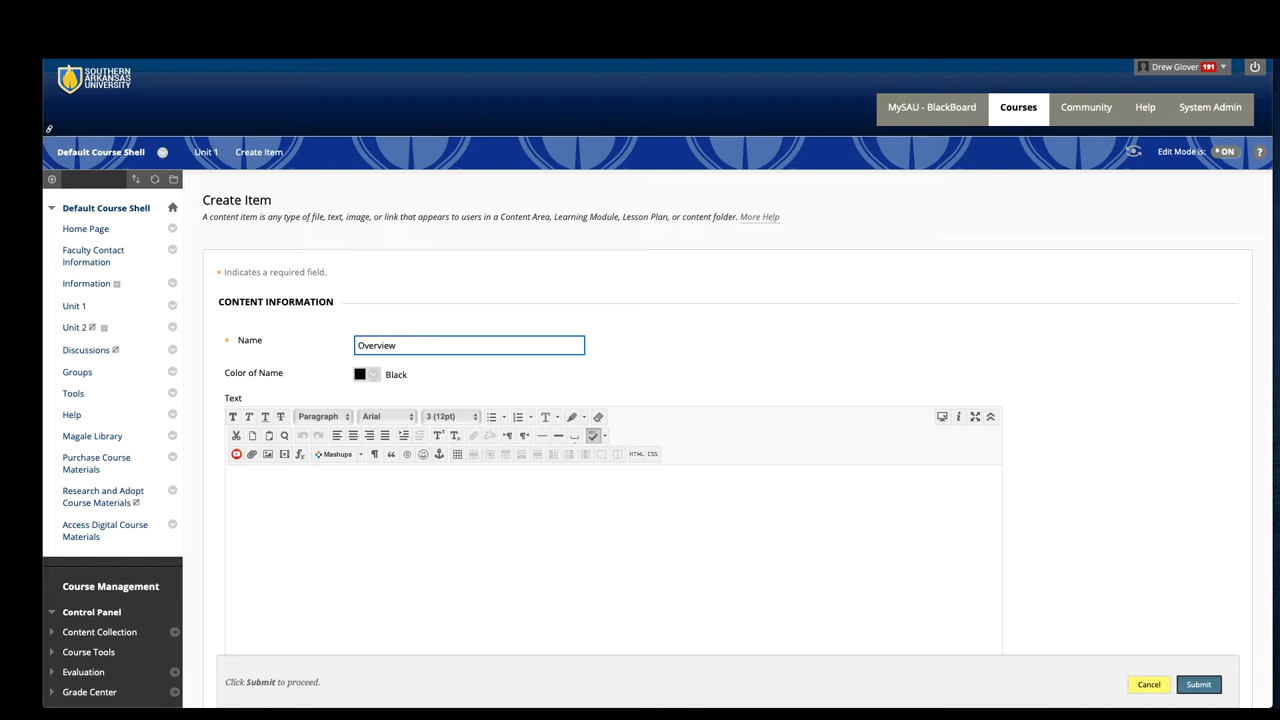 SOUTHERN
ARKANSAS
UNIVERSITY
Drew Glover 191
MySAU - BlackBoard Courses Community Help System Admin
Default Course Shell Unit 1 Create Item Edit Mode is: ON ?
Default Course Shell
Home Page
Faculty Contact
Information
Information
Unit 1
Unit 2
Discussions
Groups
Tools
Help
Magale Library
Purchase Course
Materials
Research and Adopt
Course Materials
Access Digital Course
Materials
Course Management
Control Panel
Content Collection
Course Tools
Evaluation
Grade Center
Create Item
A content item is any type of file, text, image, or link that appears to users in a Content Area, Learning Module, Lesson Plan, or content folder. More Help
* Indicates a required field.
CONTENT INFORMATION
* Name Overview
Color of Name Black
Text
T T T T Paragraph Arial 3 (12pt) T
Mashups HTML CSS
Click Submit to proceed. Cancel Submit